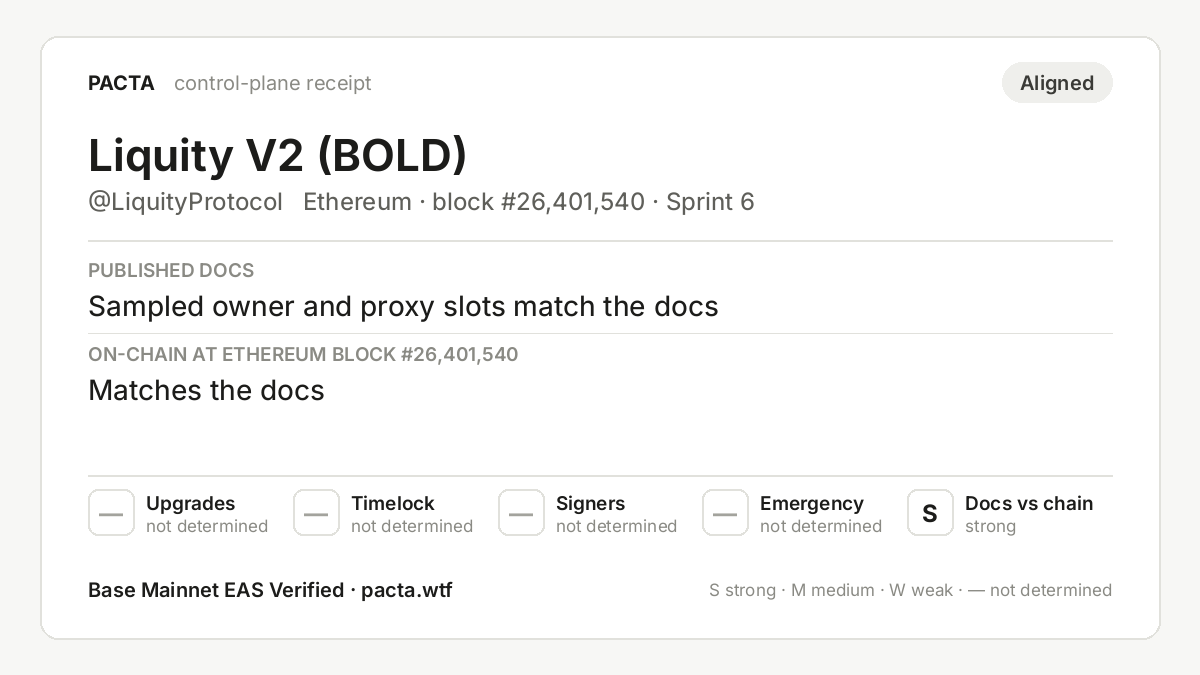 PACTA control-plane receipt Aligned
Liquity V2 (BOLD)
@LiquityProtocol Ethereum · block #26,401,540 · Sprint 6
PUBLISHED DOCS
Sampled owner and proxy slots match the docs
ON-CHAIN AT ETHEREUM BLOCK #26,401,540
Matches the docs
— Upgrades — Timelock — Signers — Emergency S Docs vs chain
not determined not determined not determined not determined strong
Base Mainnet EAS Verified · pacta.wtf S strong · M medium · W weak · — not determined